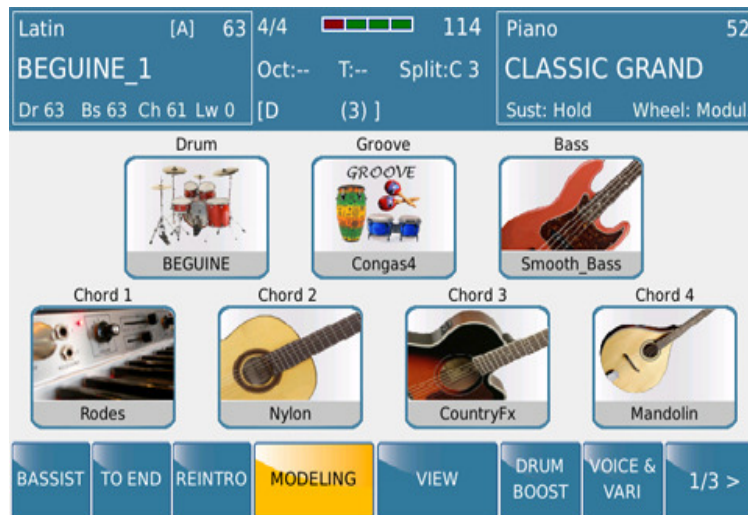 Latin [A] 63
BEGUINE_1
Dr 63 Bs 63 Ch 61 Lw 0
4/4 114
Oct:-- T:-- Split:C 3
[D (3) ]
Piano 52
CLASSIC GRAND
Sust: Hold Wheel: Modul
Drum Groove Bass
GROOVE
BEGUINE Congas4 Smooth_Bass
Chord 1 Chord 2 Chord 3 Chord 4
Rodes Nylon CountryFx Mandolin
BASSIST TO END REINTRO MODELING VIEW DRUM BOOST VOICE & VARI 1/3 >